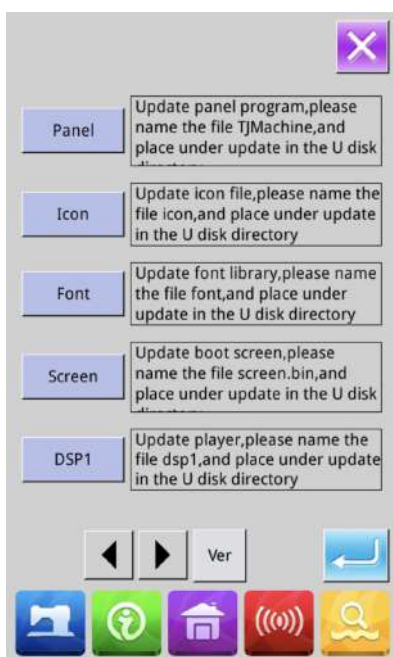 Panel
Update panel program,please
name the file TJMachine,and
place under update in the U disk
Icon
Update icon file,please name the
file icon,and place under update
in the U disk directory
Font
Update font library,please name
the file font,and place under
update in the U disk directory
Screen
Update boot screen,please
name the file screen.bin,and
place under update in the U disk
DSP1
Update player,please name the
file dsp1,and place under update
in the U disk directory
Ver